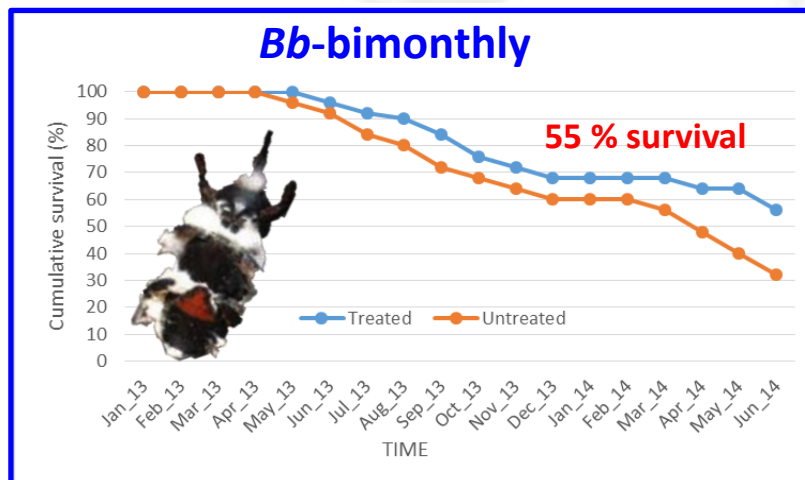 Bb-bimonthly
100
90
80
70
60
50
40
30
20
10
0
Cumulative survival (%)
55 % survival
Treated
Untreated
Jan_13
Feb_13
Mar_13
Apr_13
May_13
Jun_13
Jul_13
Aug_13
Sep_13
Oct_13
Nov_13
Dec_13
Jan_14
Feb_14
Mar_14
Apr_14
May_14
Jun_14
TIME